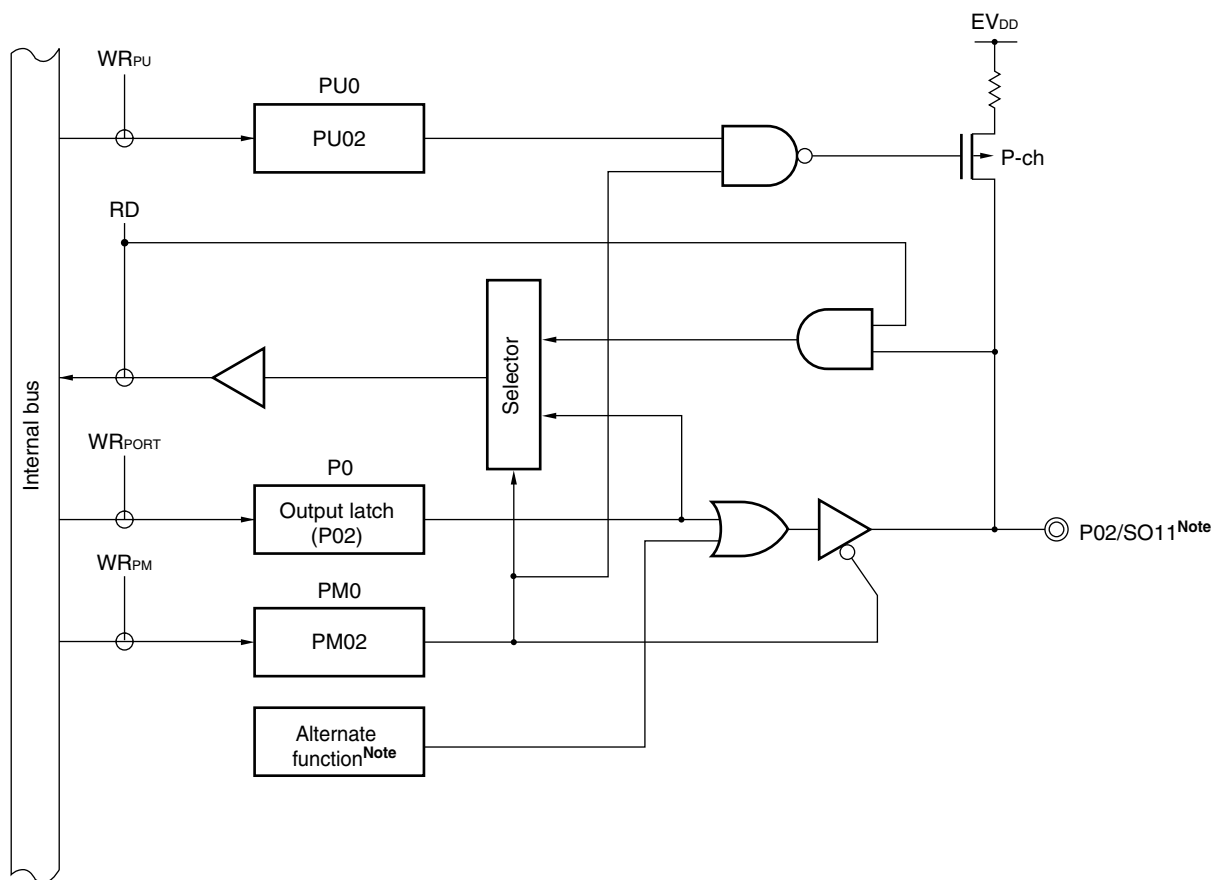 EVDD
WRPU
PU0
PU02
P-ch
RD
Selector
Internal bus
WRPORT
P0
Output latch
(P02)
P02/SO11Note
WRPM
PM0
PM02
Alternate
functionNote